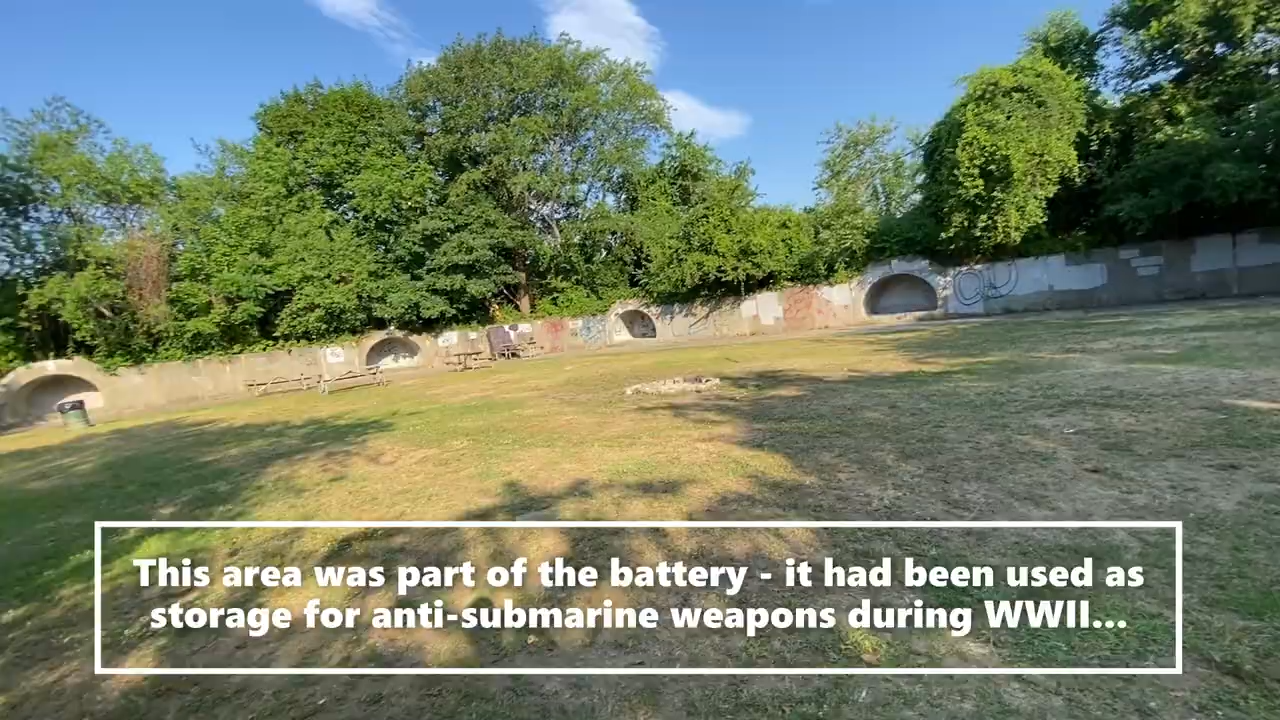 This area was part of the battery - it had been used as
storage for anti-submarine weapons during WWII...